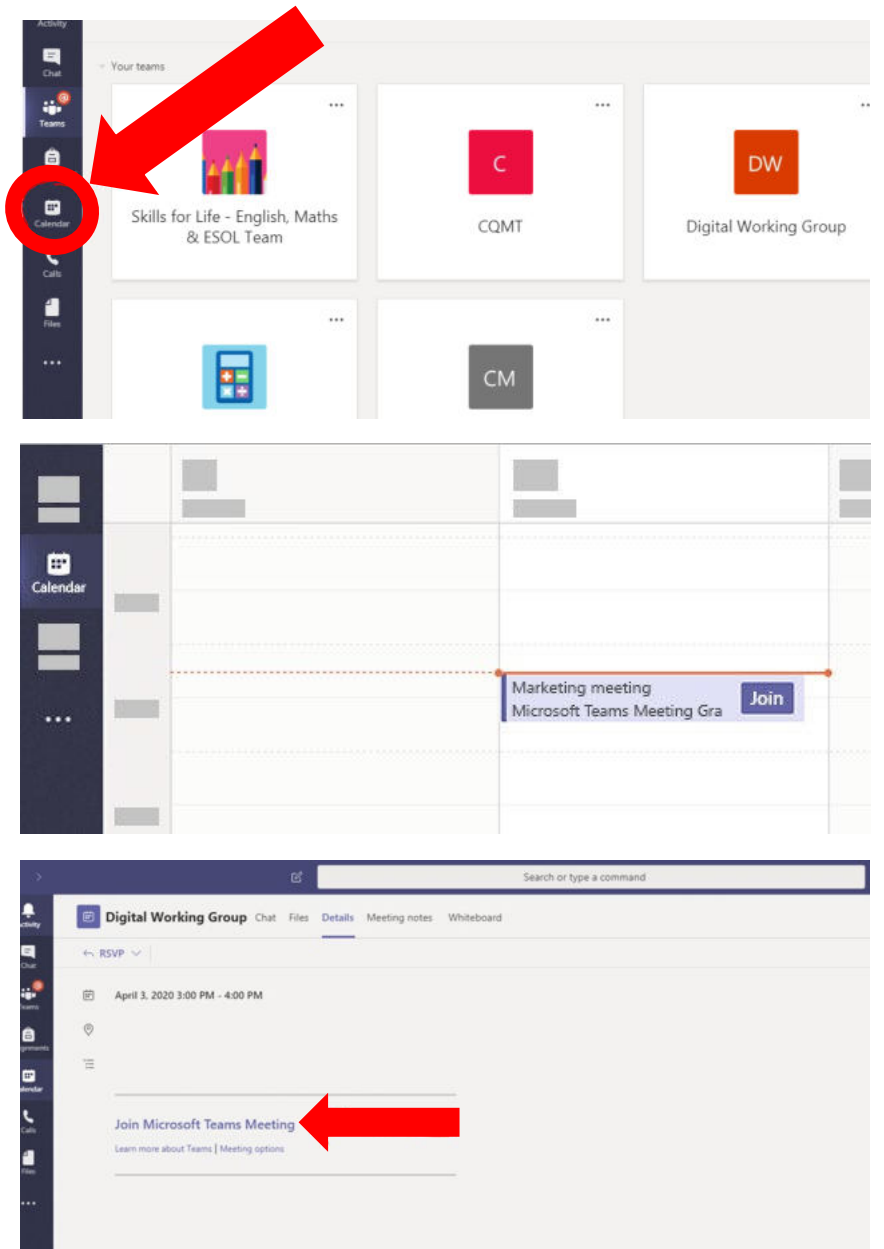 Activity
Chat
Your teams
Teams
Skills for Life - English, Maths
& ESOL Team
C
CQMT
DW
Digital Working Group
Calendar
Calls
Files
CM
Calendar
Marketing meeting
Microsoft Teams Meeting Gra
Join
Search or type a command
Digital Working Group Chat Files Details Meeting notes Whiteboard
RSVP
April 3, 2020 3:00 PM - 4:00 PM
Join Microsoft Teams Meeting
Learn more about Teams | Meeting options
Chat
Calls
Files